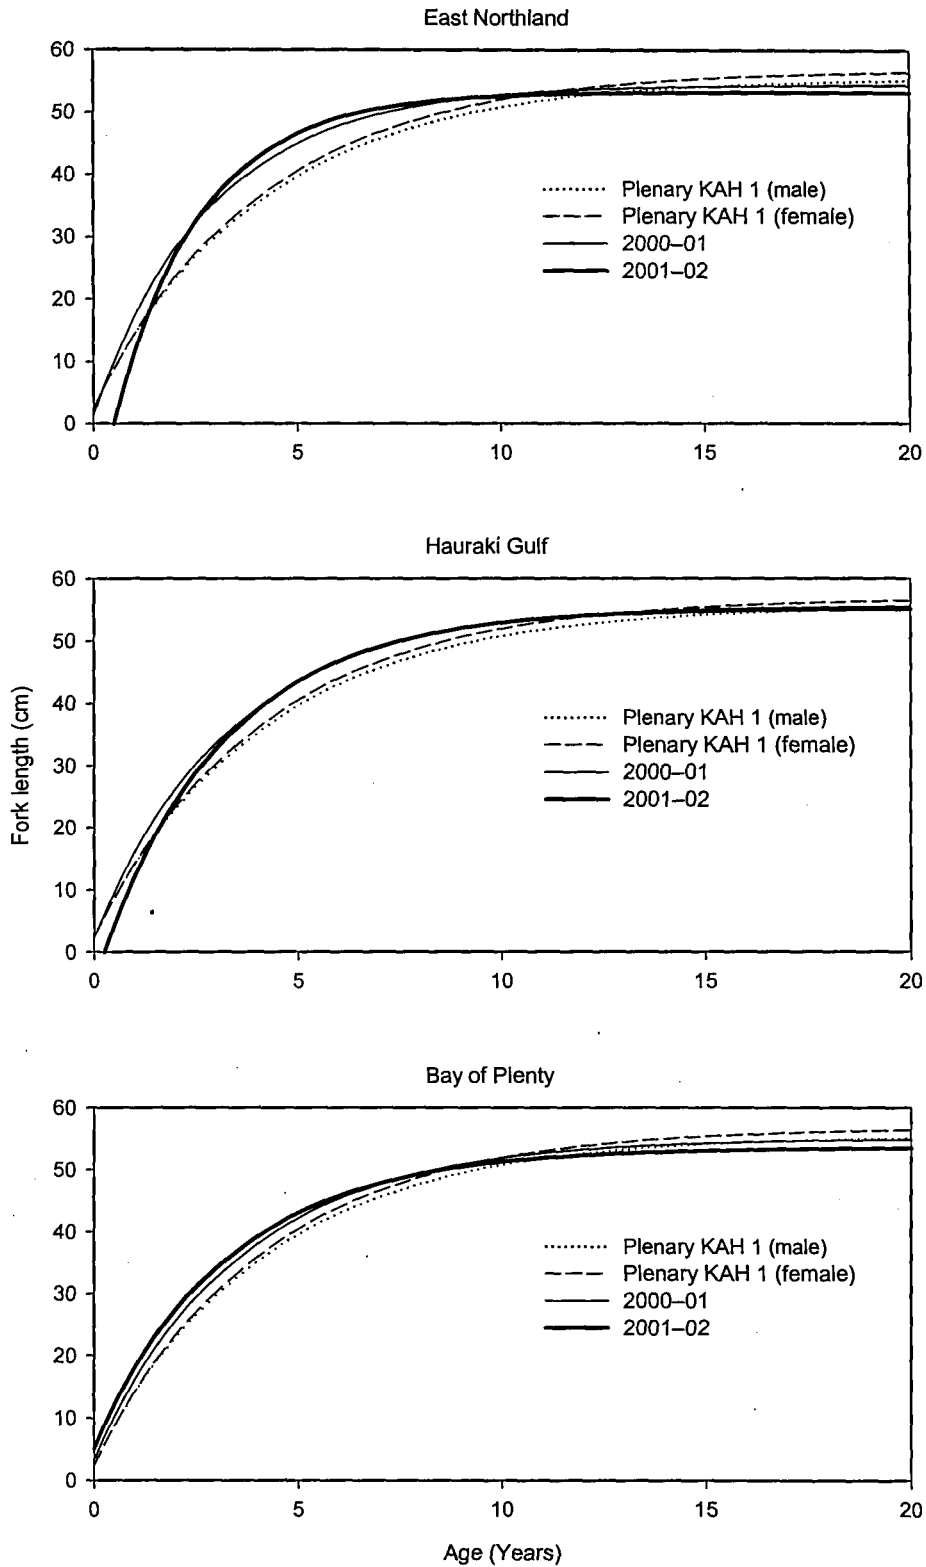 East Northland
60
50
40
30
20
10
0
Plenary KAH 1 (male)
Plenary KAH 1 (female)
2000–01
2001–02
0 5 10 15 20
Hauraki Gulf
60
50
40
30
20
10
0
Fork length (cm)
Plenary KAH 1 (male)
Plenary KAH 1 (female)
2000–01
2001–02
0 5 10 15 20
Bay of Plenty
60
50
40
30
20
10
0
Plenary KAH 1 (male)
Plenary KAH 1 (female)
2000–01
2001–02
0 5 10 15 20
Age (Years)